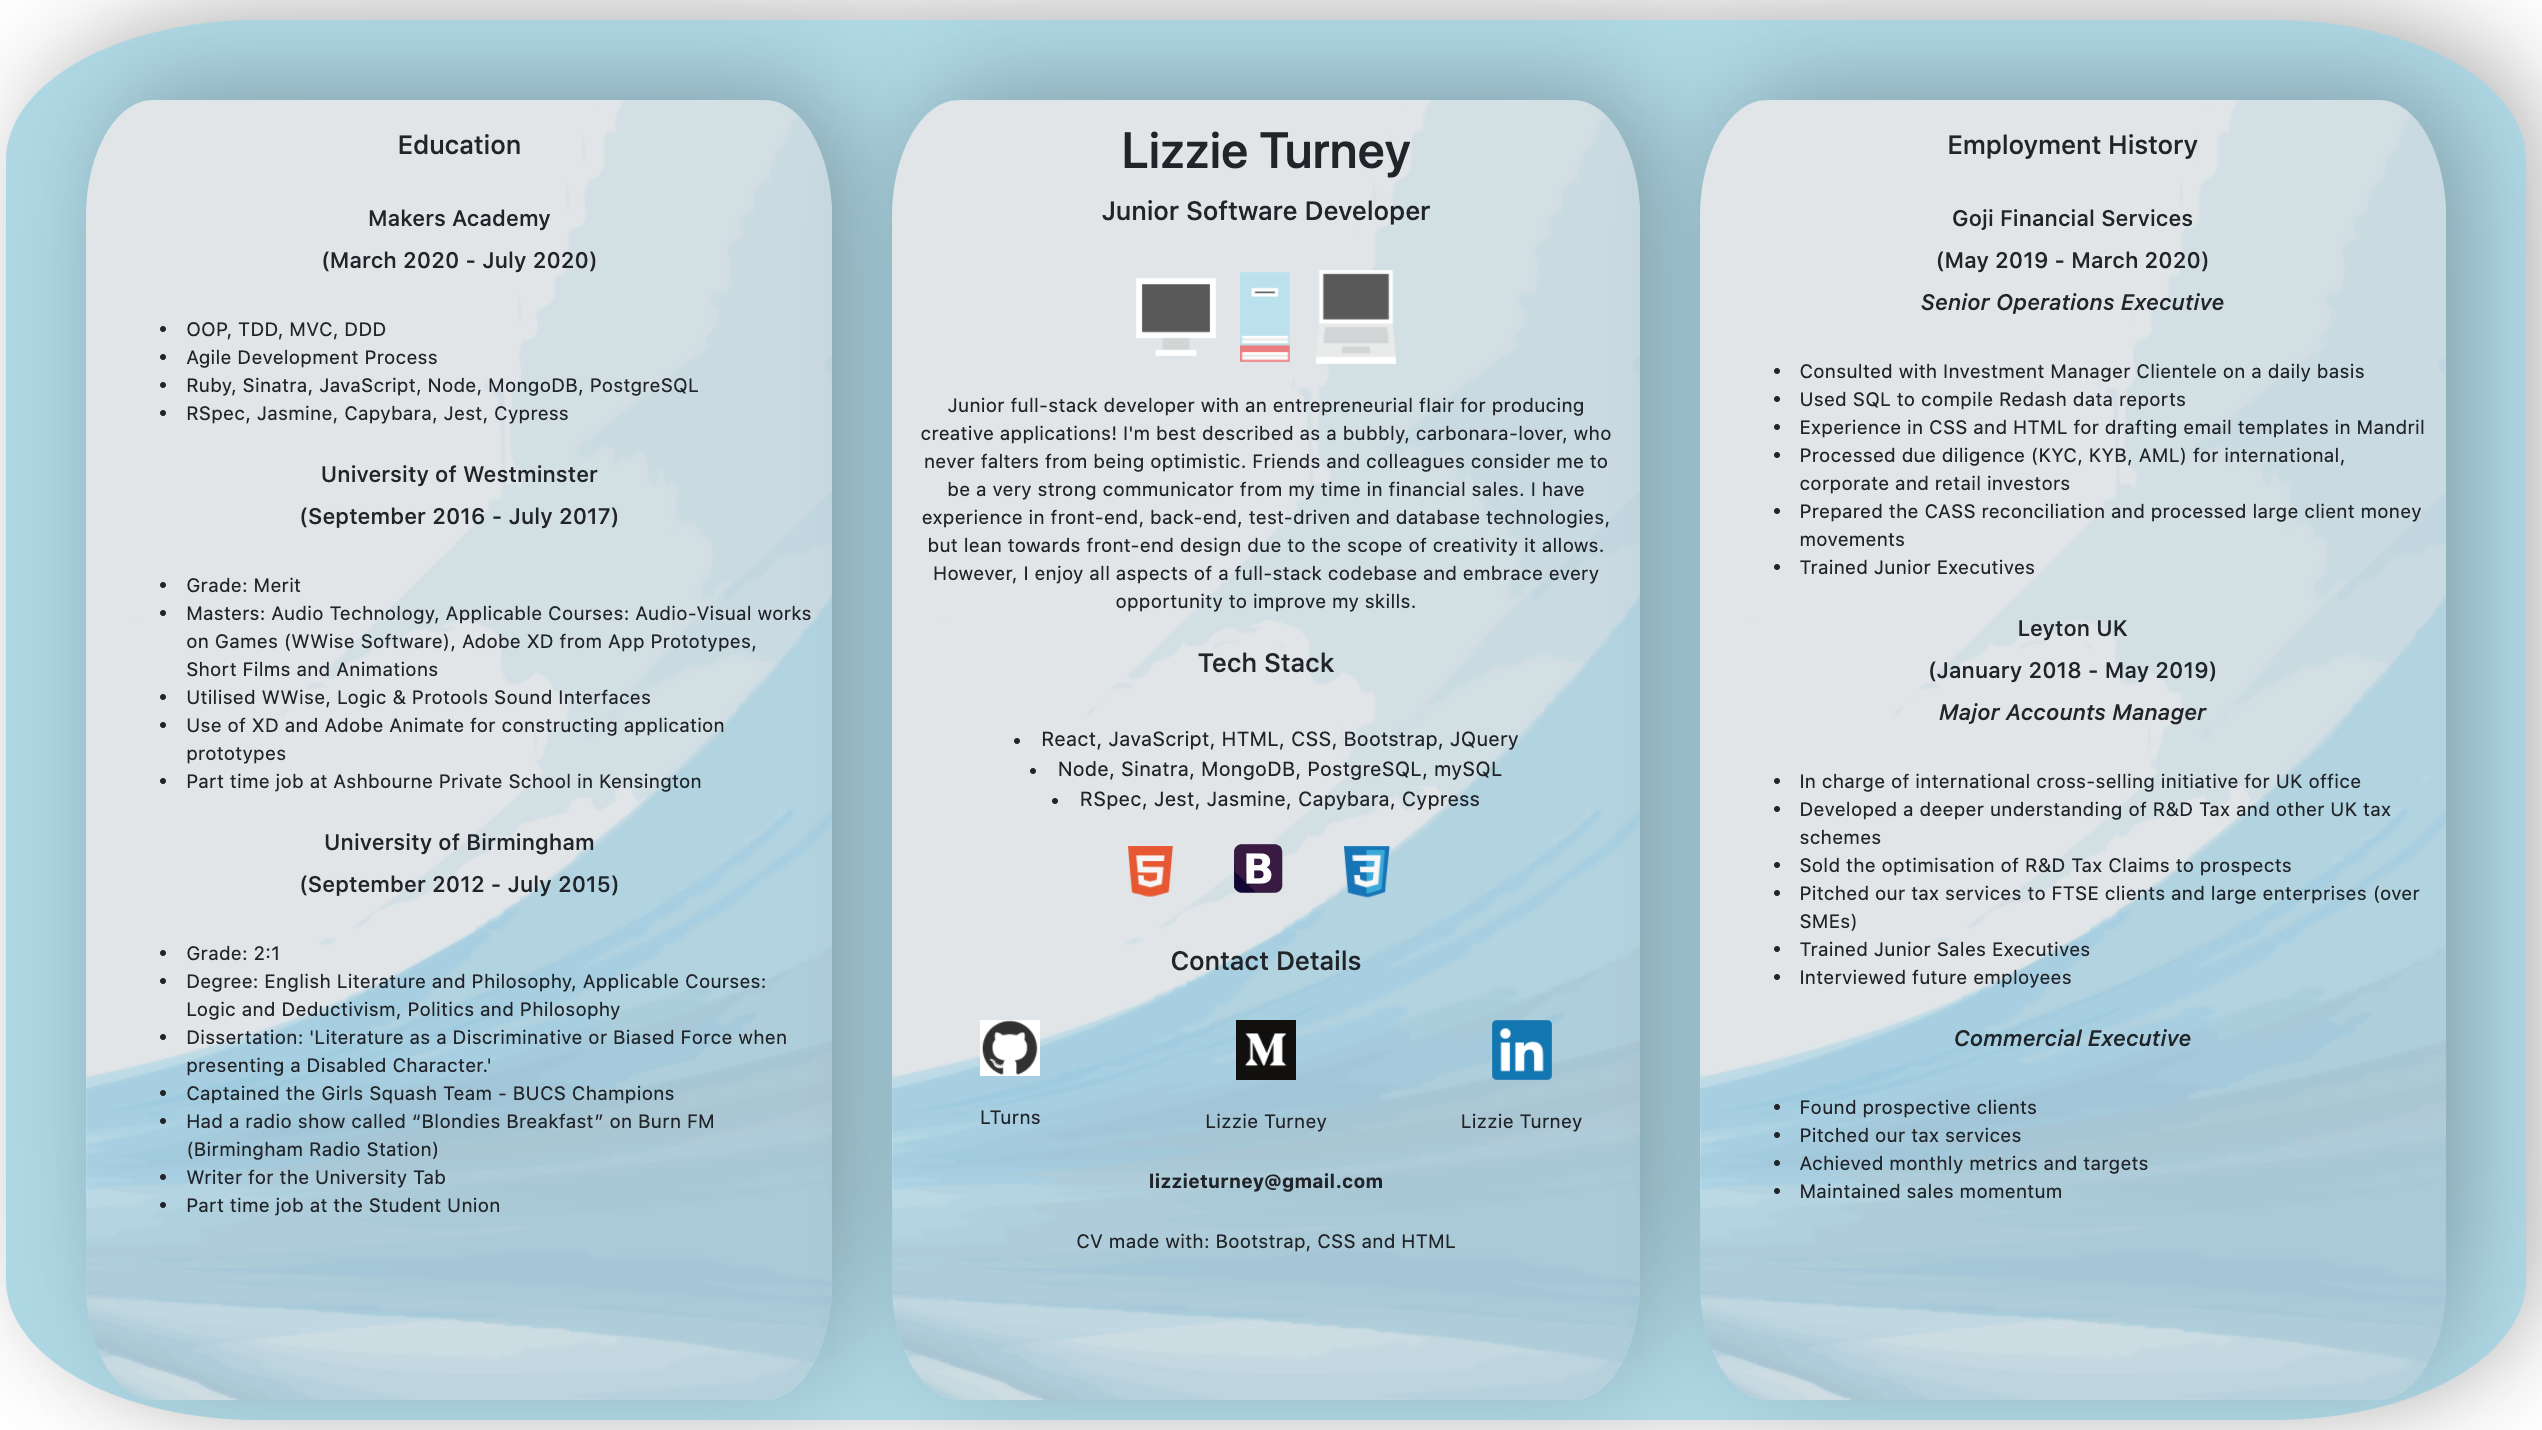 Education
Makers Academy
(March 2020 - July 2020)
• OOP, TDD, MVC, DDD
• Agile Development Process
• Ruby, Sinatra, JavaScript, Node, MongoDB, PostgreSQL
• RSpec, Jasmine, Capybara, Jest, Cypress
University of Westminster
(September 2016 - July 2017)
• Grade: Merit
• Masters: Audio Technology, Applicable Courses: Audio-Visual works
on Games (WWise Software), Adobe XD from App Prototypes,
Short Films and Animations
• Utilised WWise, Logic & Protools Sound Interfaces
• Use of XD and Adobe Animate for constructing application
prototypes
• Part time job at Ashbourne Private School in Kensington
University of Birmingham
(September 2012 - July 2015)
• Grade: 2:1
• Degree: English Literature and Philosophy, Applicable Courses:
Logic and Deductivism, Politics and Philosophy
• Dissertation: 'Literature as a Discriminative or Biased Force when
presenting a Disabled Character.'
• Captained the Girls Squash Team - BUCS Champions
• Had a radio show called “Blondies Breakfast” on Burn FM
(Birmingham Radio Station)
• Writer for the University Tab
• Part time job at the Student Union
Lizzie Turney
Junior Software Developer
Junior full-stack developer with an entrepreneurial flair for producing
creative applications! I'm best described as a bubbly, carbonara-lover, who
never falters from being optimistic. Friends and colleagues consider me to
be a very strong communicator from my time in financial sales. I have
experience in front-end, back-end, test-driven and database technologies,
but lean towards front-end design due to the scope of creativity it allows.
However, I enjoy all aspects of a full-stack codebase and embrace every
opportunity to improve my skills.
Tech Stack
• React, JavaScript, HTML, CSS, Bootstrap, JQuery
• Node, Sinatra, MongoDB, PostgreSQL, mySQL
• RSpec, Jest, Jasmine, Capybara, Cypress
5 B 3
Contact Details
M in
LTurns Lizzie Turney Lizzie Turney
lizzieturney@gmail.com
CV made with: Bootstrap, CSS and HTML
Employment History
Goji Financial Services
(May 2019 - March 2020)
Senior Operations Executive
• Consulted with Investment Manager Clientele on a daily basis
• Used SQL to compile Redash data reports
• Experience in CSS and HTML for drafting email templates in Mandril
• Processed due diligence (KYC, KYB, AML) for international,
corporate and retail investors
• Prepared the CASS reconciliation and processed large client money
movements
• Trained Junior Executives
Leyton UK
(January 2018 - May 2019)
Major Accounts Manager
• In charge of international cross-selling initiative for UK office
• Developed a deeper understanding of R&D Tax and other UK tax
schemes
• Sold the optimisation of R&D Tax Claims to prospects
• Pitched our tax services to FTSE clients and large enterprises (over
SMEs)
• Trained Junior Sales Executives
• Interviewed future employees
Commercial Executive
• Found prospective clients
• Pitched our tax services
• Achieved monthly metrics and targets
• Maintained sales momentum